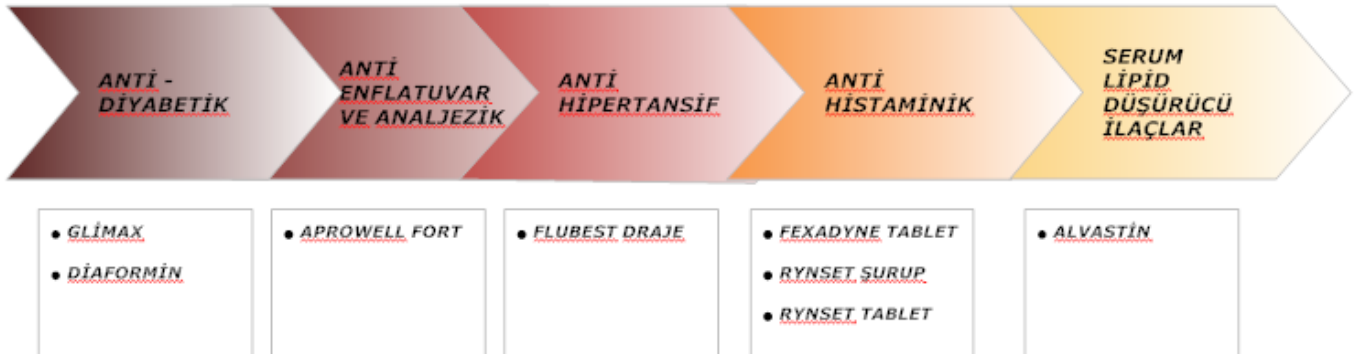 ANTİ -
DİYABETİK
ANTİ
ENFLATUVAR
VE ANALJEZİK
ANTİ
HİPERTANSİF
ANTİ
HİSTAMİNİK
SERUM
LİPİD
DÜŞÜRÜCÜ
İLAÇLAR
• GLİMAX
• DİAFORMİN
• APROWELL FORT
• FLUBEST DRAJE
• FEXADYNE TABLET
• RYNSET ŞURUP
• RYNSET TABLET
• ALVASTİN